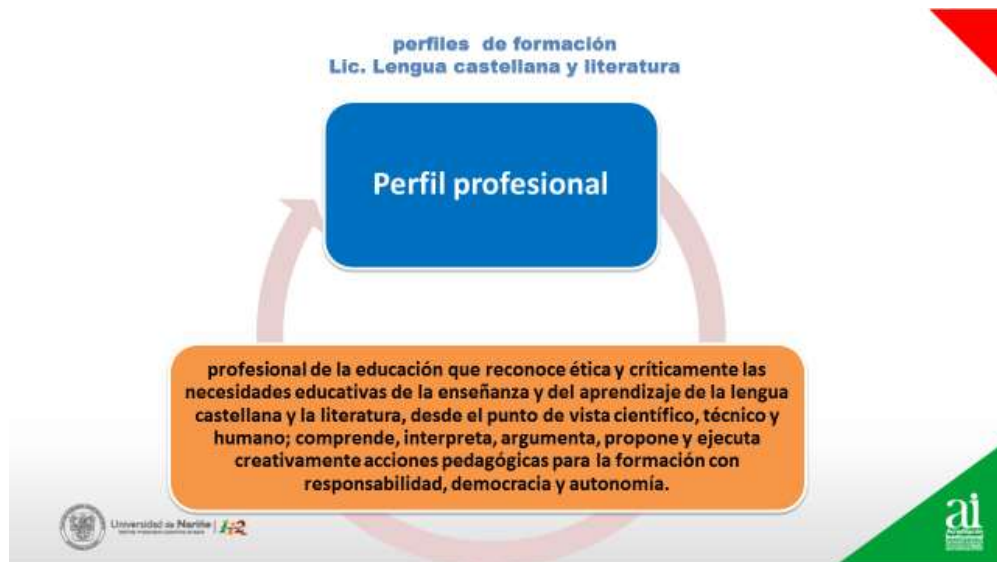 perfiles de formación
Lic. Lengua castellana y literatura
Perfil profesional
profesional de la educación que reconoce ética y críticamente las
necesidades educativas de la enseñanza y del aprendizaje de la lengua
castellana y la literatura, desde el punto de vista científico, técnico y
humano; comprende, interpreta, argumenta, propone y ejecuta
creativamente acciones pedagógicas para la formación con
responsabilidad, democracia y autonomía.
Universidad de Nariño
ai